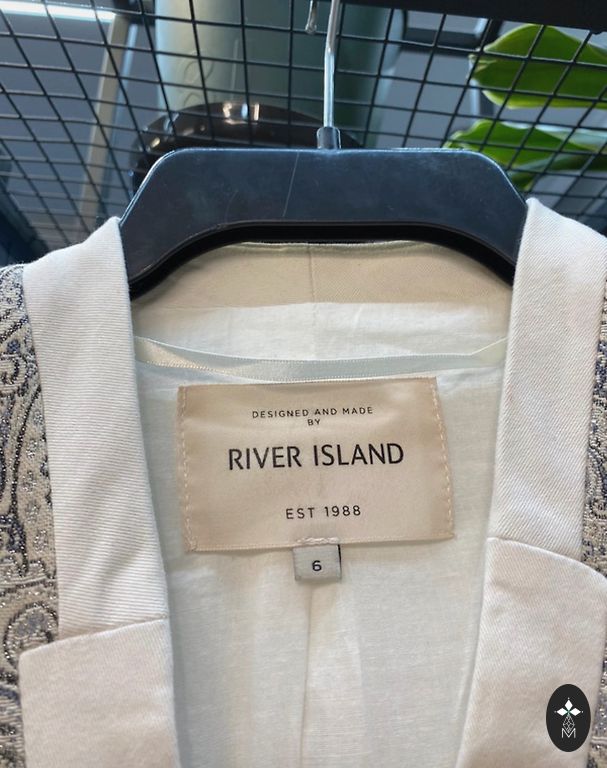 DESIGNED AND MADE
BY
RIVER ISLAND
EST 1988
6
M